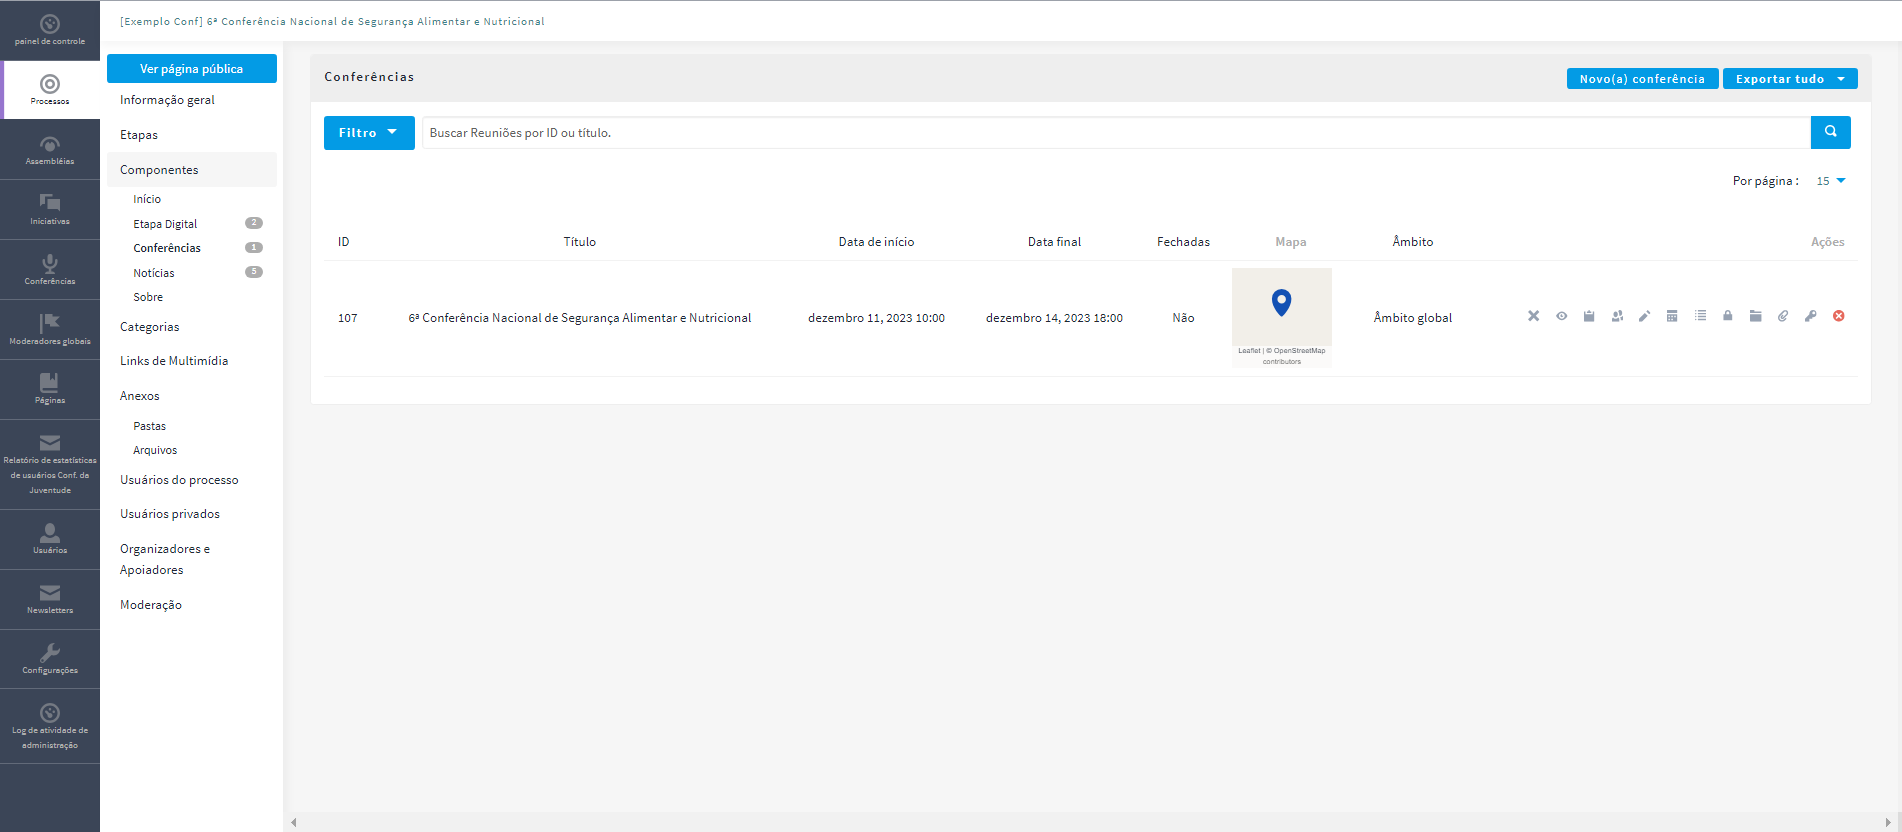 painel de controle
Processos
Assembléias
Iniciativas
Conferências
Moderadores globais
Páginas
Relatório de estatísticas
de usuários Conf. da
Juventude
Usuários
Newsletters
Configurações
Log de atividade de
administração
[Exemplo Conf] 6ª Conferência Nacional de Segurança Alimentar e Nutricional
Ver página pública
Informação geral
Etapas
Componentes
Início
Etapa Digital 2
Conferências 1
Notícias 5
Sobre
Categorias
Links de Multimídia
Anexos
Pastas
Arquivos
Usuários do processo
Usuários privados
Organizadores e
Apoiadores
Moderação
Conferências
Novo(a) conferência
Exportar tudo
Filtro
Buscar Reuniões por ID ou título.
Por página : 15
ID Título Data de início Data final Fechadas Mapa Âmbito Ações
107 6ª Conferência Nacional de Segurança Alimentar e Nutricional dezembro 11, 2023 10:00 dezembro 14, 2023 18:00 Não Âmbito global
Leaflet | © OpenStreetMap
contributors